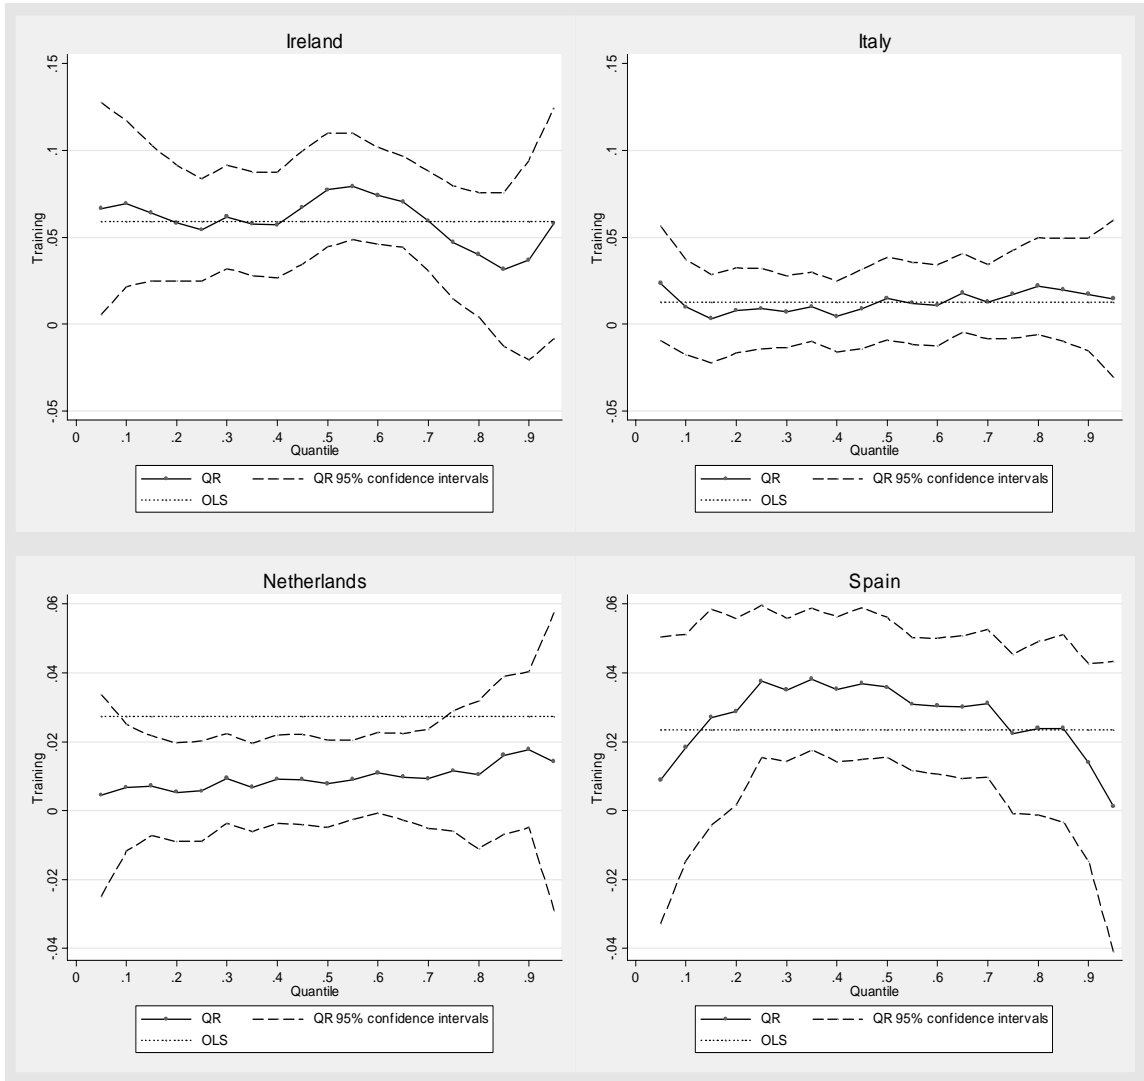 Ireland
.15
.1
.05
0
-.05
Training
0 .1 .2 .3 .4 .5 .6 .7 .8 .9
Quantile
QR QR 95% confidence intervals
OLS
Italy
.15
.1
.05
0
-.05
Training
0 .1 .2 .3 .4 .5 .6 .7 .8 .9
Quantile
QR QR 95% confidence intervals
OLS
Netherlands
.06
.04
.02
0
-.02
-.04
Training
0 .1 .2 .3 .4 .5 .6 .7 .8 .9
Quantile
QR QR 95% confidence intervals
OLS
Spain
.06
.04
.02
0
-.02
-.04
Training
0 .1 .2 .3 .4 .5 .6 .7 .8 .9
Quantile
QR QR 95% confidence intervals
OLS